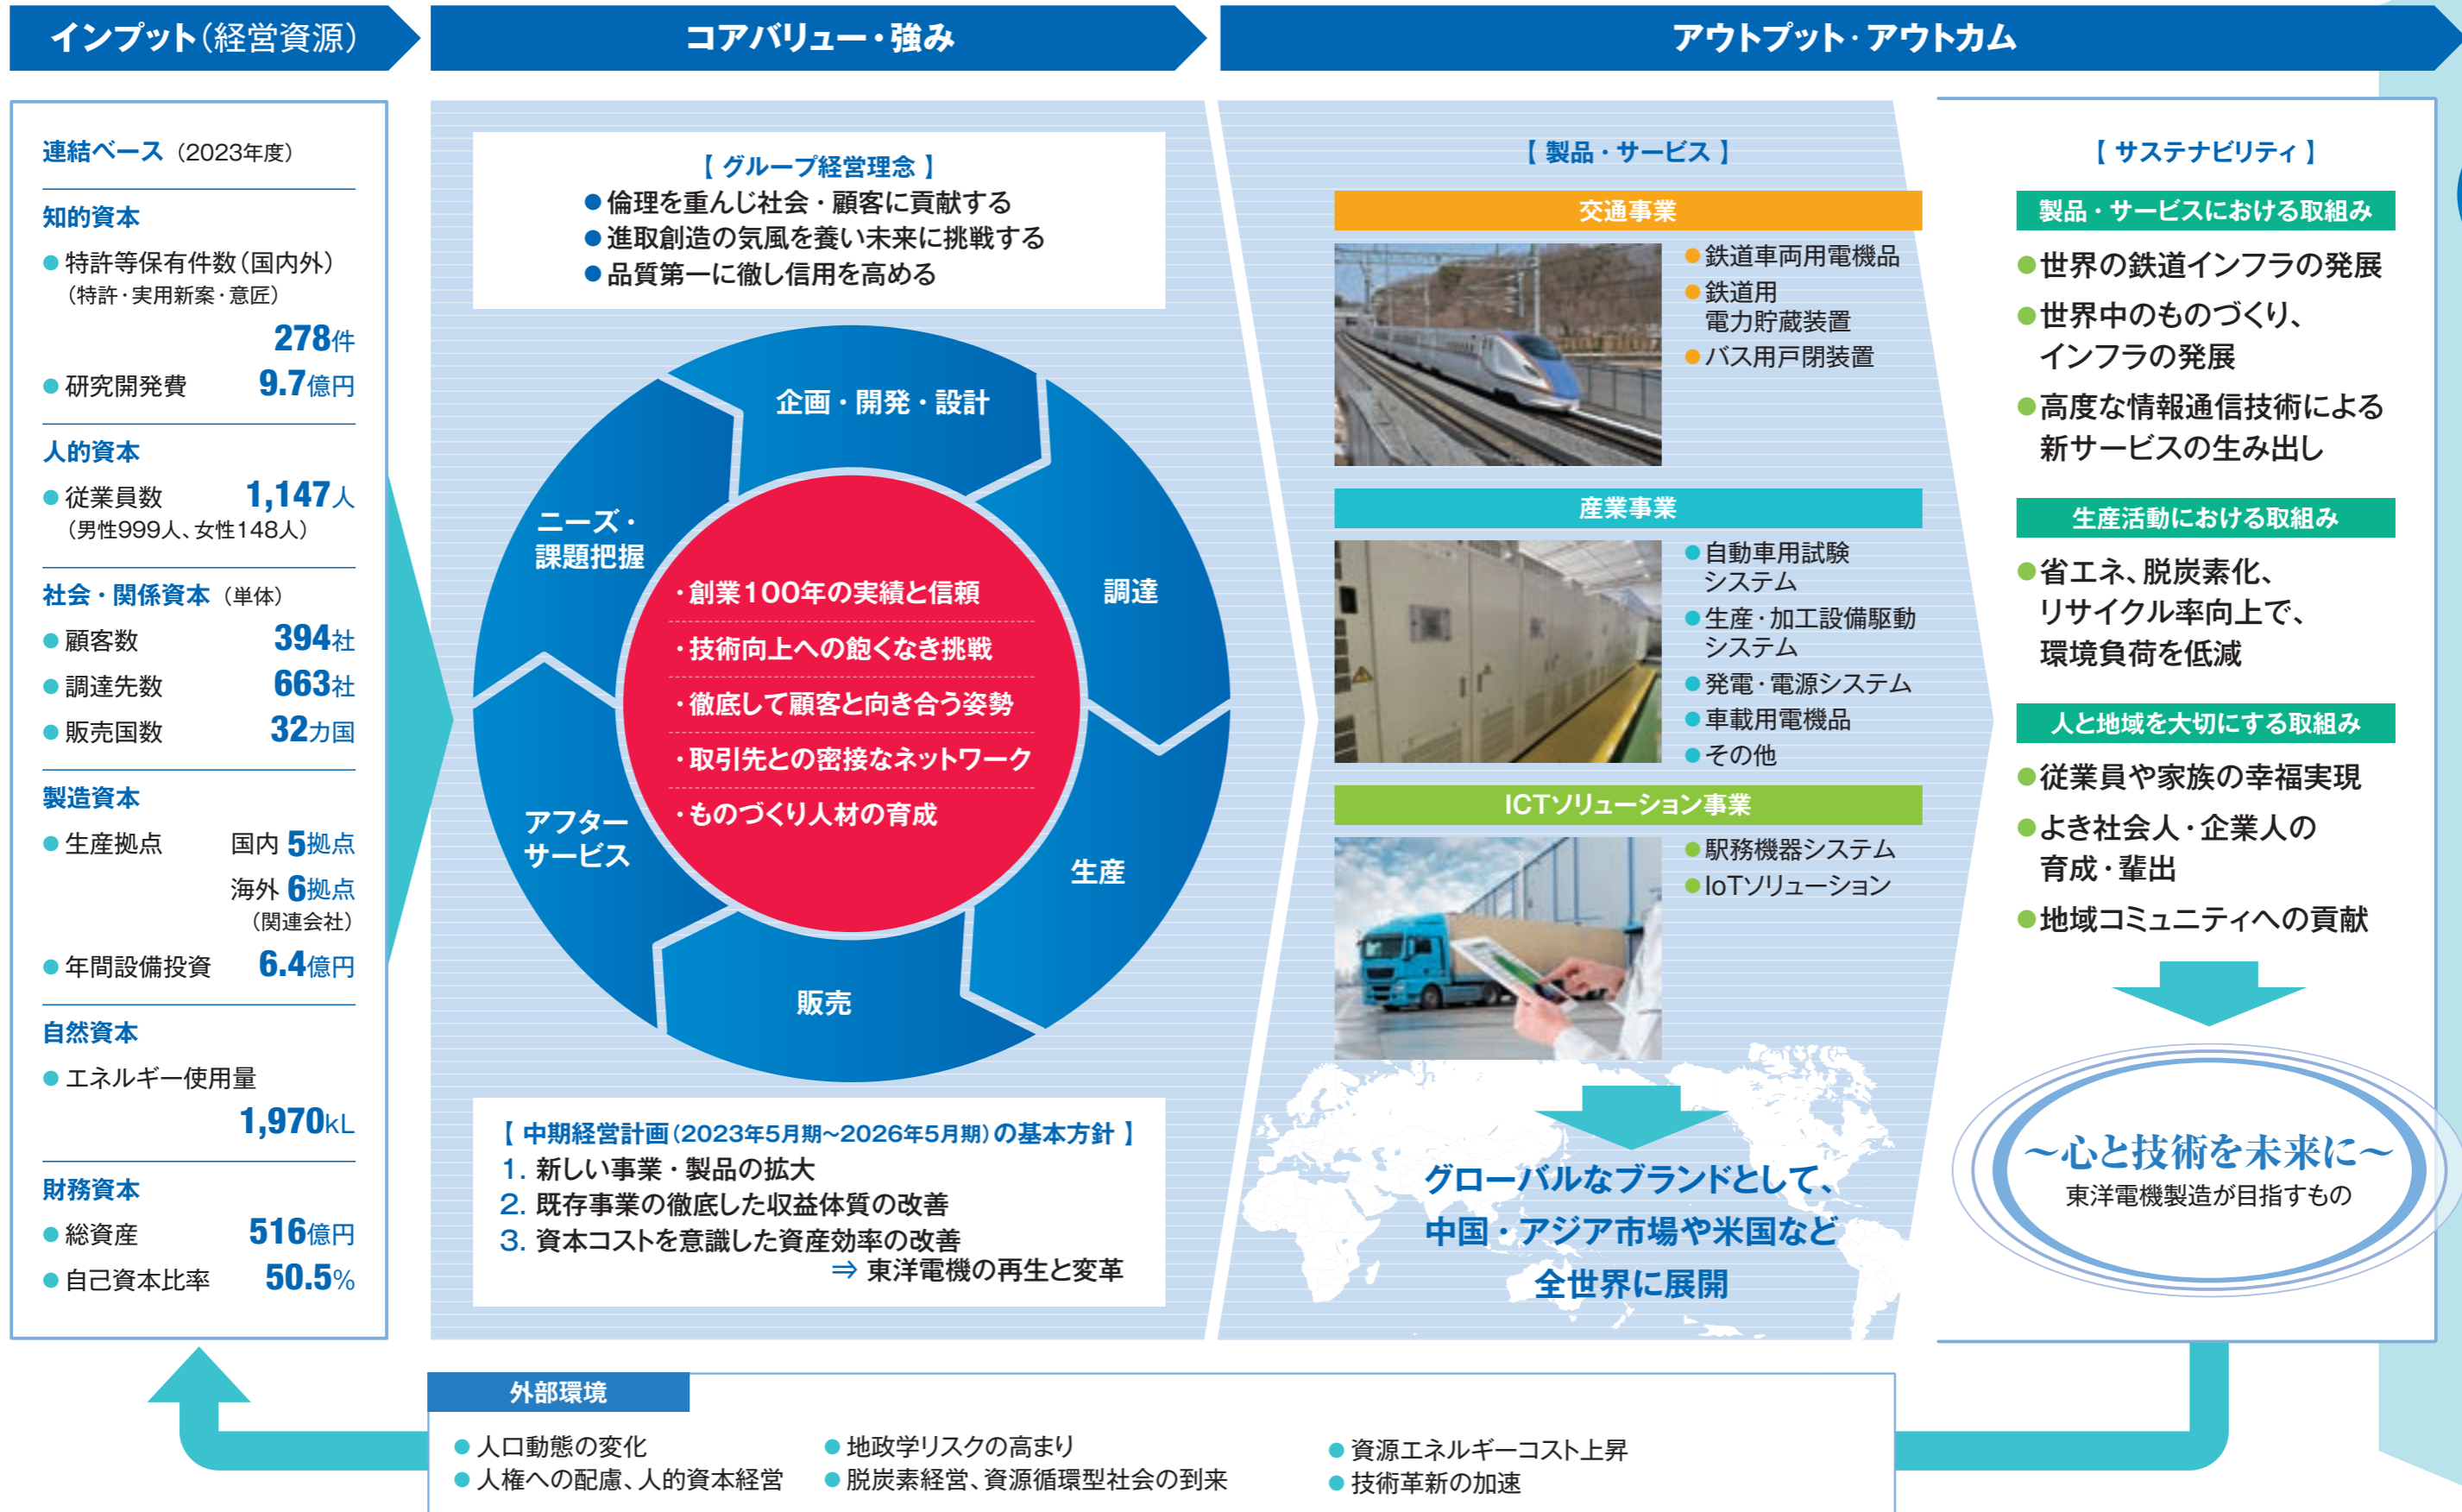 インプット(経営資源)
コアバリュー・強み
アウトプット・アウトカム
連結ベース (2023年度)
知的資本
●特許等保有件数(国内外)
(特許・実用新案・意匠)
278件
●研究開発費 9.7億円
人的資本
●従業員数 1,147人
(男性999人、女性148人)
社会・関係資本 (単体)
●顧客数 394社
●調達先数 663社
●販売国数 32カ国
製造資本
●生産拠点 国内 5拠点
海外 6拠点
(関連会社)
●年間設備投資 6.4億円
自然資本
●エネルギー使用量
1,970kL
財務資本
●総資産 516億円
●自己資本比率 50.5%
【 グループ経営理念 】
●倫理を重んじ社会・顧客に貢献する
●進取創造の気風を養い未来に挑戦する
●品質第一に徹し信用を高める
企画・開発・設計
調達
生産
販売
アフター
サービス
ニーズ・
課題把握
・創業100年の実績と信頼
・技術向上への飽くなき挑戦
・徹底して顧客と向き合う姿勢
・取引先との密接なネットワーク
・ものづくり人材の育成
【 中期経営計画(2023年5月期~2026年5月期)の基本方針 】
1. 新しい事業・製品の拡大
2. 既存事業の徹底した収益体質の改善
3. 資本コストを意識した資産効率の改善
⇒ 東洋電機の再生と変革
【 製品・サービス 】
交通事業
●鉄道車両用電機品
●鉄道用
電力貯蔵装置
●バス用戸閉装置
産業事業
●自動車用試験
システム
●生産・加工設備駆動
システム
●発電・電源システム
●車載用電機品
●その他
ICTソリューション事業
●駅務機器システム
●IoTソリューション
グローバルなブランドとして、
中国・アジア市場や米国など
全世界に展開
【 サステナビリティ 】
製品・サービスにおける取組み
●世界の鉄道インフラの発展
●世界中のものづくり、
インフラの発展
●高度な情報通信技術による
新サービスの生み出し
生産活動における取組み
●省エネ、脱炭素化、
リサイクル率向上で、
環境負荷を低減
人と地域を大切にする取組み
●従業員や家族の幸福実現
●よき社会人・企業人の
育成・輩出
●地域コミュニティへの貢献
~心と技術を未来に~
東洋電機製造が目指すもの
外部環境
●人口動態の変化
●人権への配慮、人的資本経営
●地政学リスクの高まり
●脱炭素経営、資源循環型社会の到来
●資源エネルギーコスト上昇
●技術革新の加速